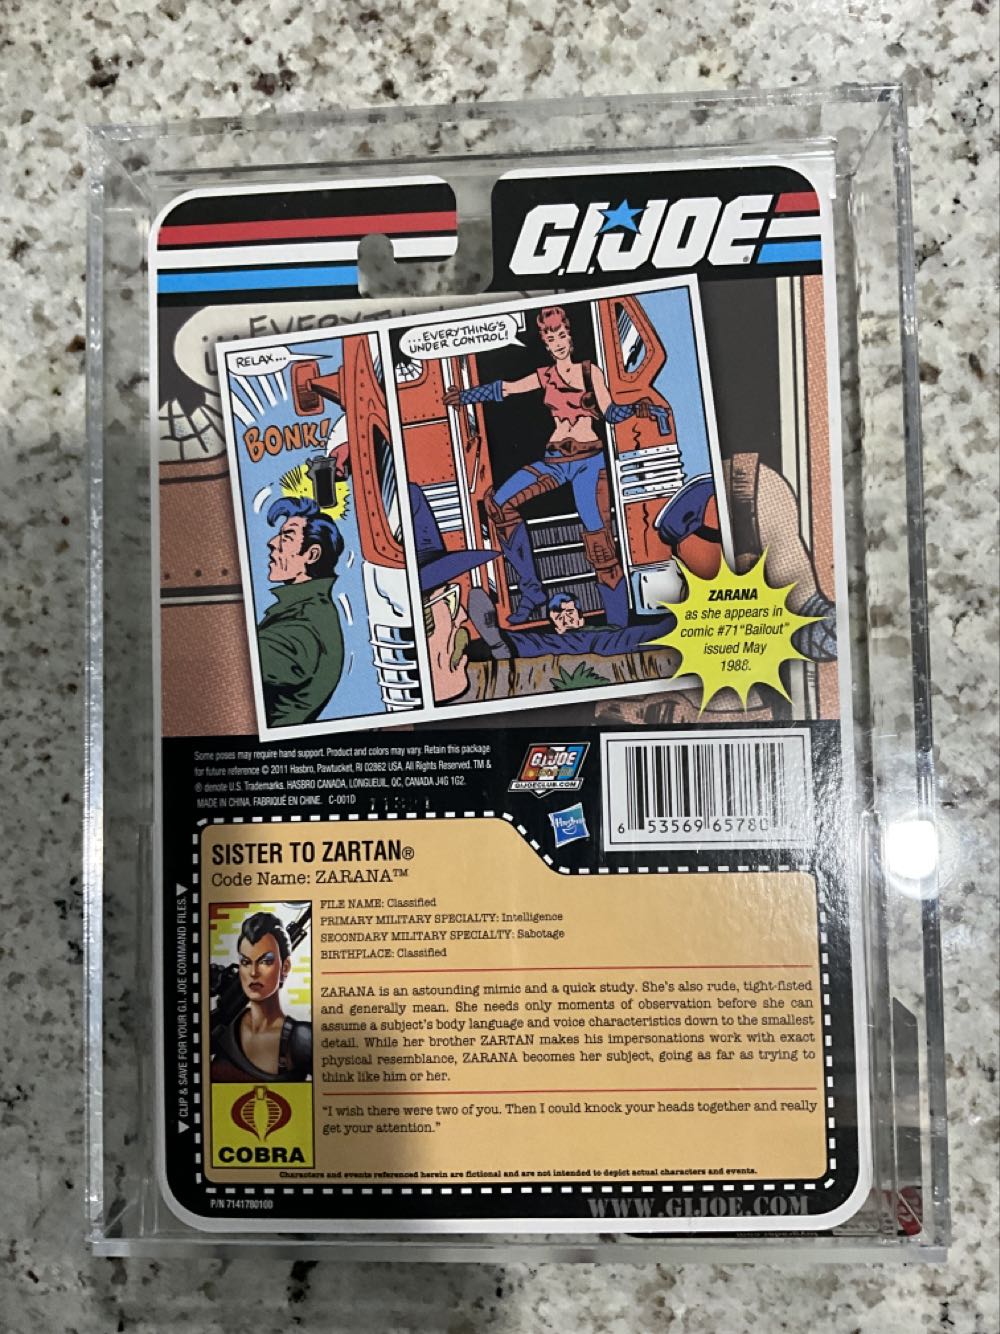 G.I.JOE
RELAX...
BONK!
...EVERYTHING'S
UNDER CONTROL!
ZARANA
as she appears in
comic #71 "Bailout"
issued May
1988.
Some poses may require hand support. Product and colors may vary. Retain this package
for future reference © 2011 Hasbro, Pawtucket, RI 02862 USA. All Rights Reserved. TM &
® denote U.S. Trademarks. HASBRO CANADA, LONGUEUIL, QC, CANADA J4G 1G2.
MADE IN CHINA. FABRIQUÉ EN CHINE. C-001D
G.I.JOE
GIJOECLUB.COM
Hasbro
6 53569 65780
SISTER TO ZARTAN®
Code Name: ZARANA™
FILE NAME: Classified
PRIMARY MILITARY SPECIALTY: Intelligence
SECONDARY MILITARY SPECIALTY: Sabotage
BIRTHPLACE: Classified
ZARANA is an astounding mimic and a quick study. She's also rude, tight-fisted
and generally mean. She needs only moments of observation before she can
assume a subject's body language and voice characteristics down to the smallest
detail. While her brother ZARTAN makes his impersonations work with exact
physical resemblance, ZARANA becomes her subject, going as far as trying to
think like him or her.
"I wish there were two of you. Then I could knock your heads together and really
get your attention."
COBRA
Characters and events referenced herein are fictional and are not intended to depict actual characters and events.
▼ CLIP & SAVE FOR YOUR G.I. JOE COMMAND FILES. ▼
P/N 7141780100
WWW.GIJOE.COM